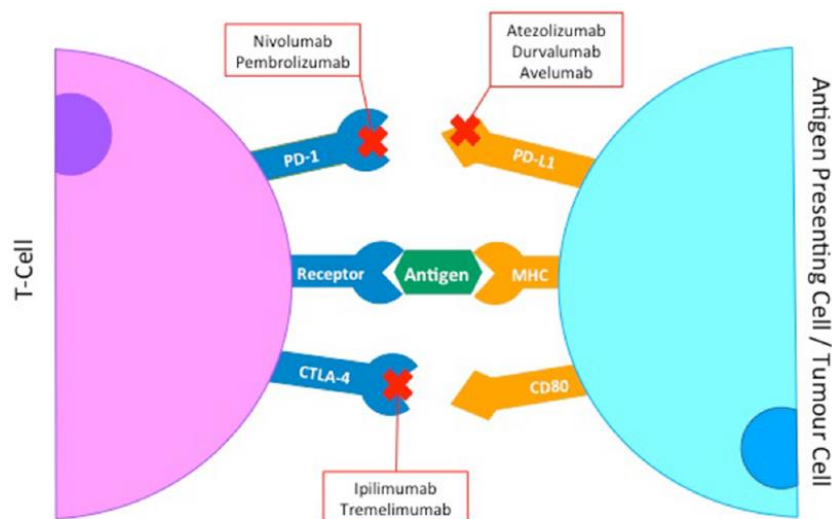 Nivolumab
Pembrolizumab
Atezolizumab
Durvalumab
Avelumab
PD-1
PD-L1
T-Cell
Receptor
Antigen
MHC
Antigen Presenting Cell / Tumour Cell
CTLA-4
CD80
Ipilimumab
Tremelimumab